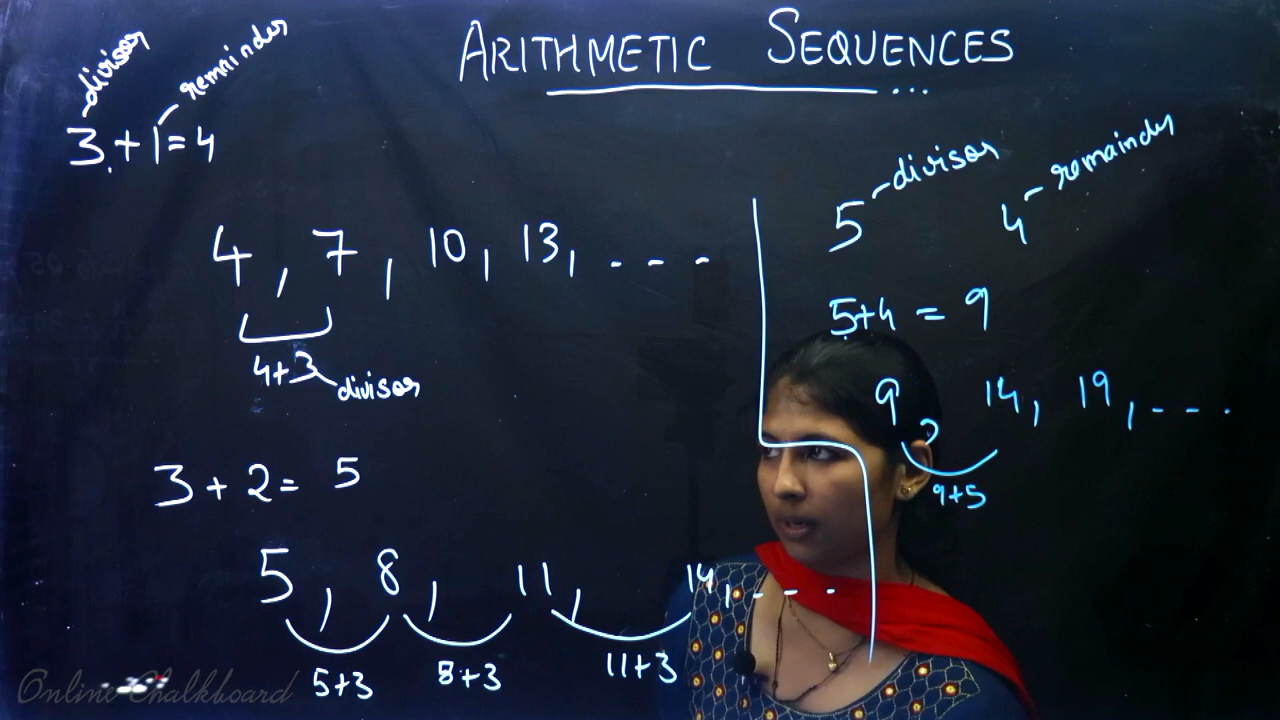 ARITHMETIC SEQUENCES ...
divisor remainder
3 + 1 = 4
4 , 7 , 10, 13, - - -
4+3 divisor
3 + 2 = 5
5 , 8 , 11 , 14, - - -
5+3 8+3 11+3
divisor remainder
5 4
5+4 = 9
9 , 14, 19, - - -
9+5
Online Chalkboard